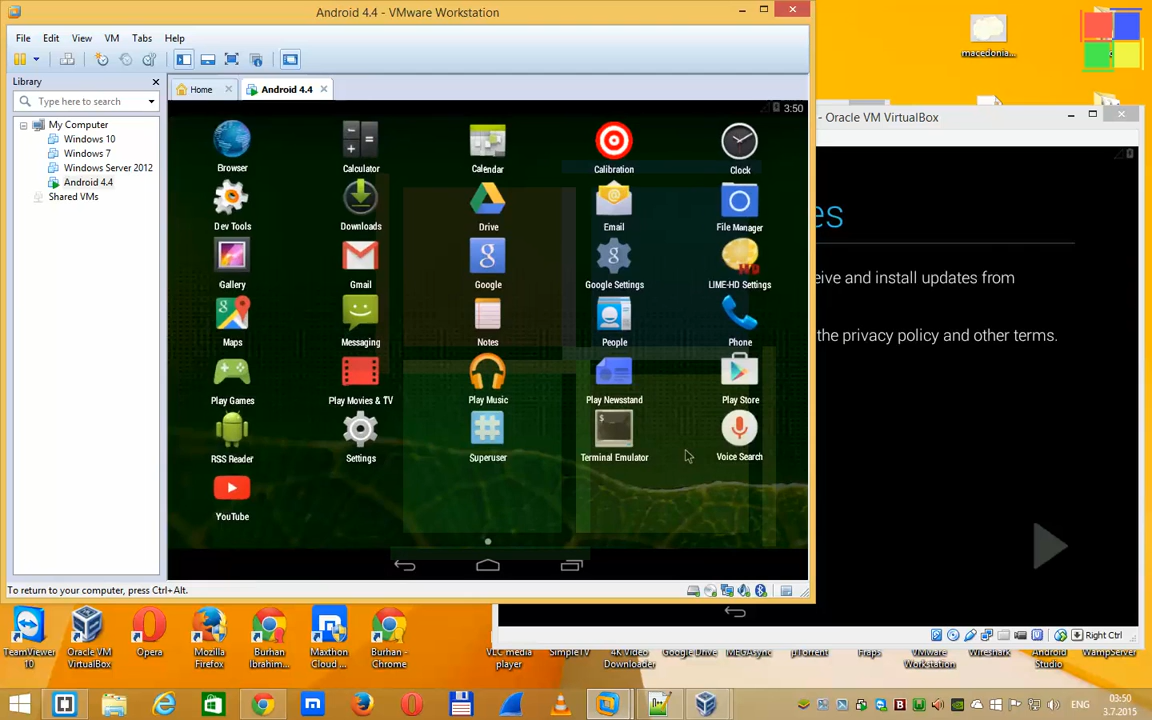 Android 4.4 - VMware Workstation
File Edit View VM Tabs Help
Library
Type here to search
My Computer
Windows 10
Windows 7
Windows Server 2012
Android 4.4
Shared VMs
Home
Android 4.4
3:50
Browser Calculator Calendar Calibration Clock
Dev Tools Downloads Drive Email File Manager
Gallery Gmail Google Google Settings LIME-HD Settings
Maps Messaging Notes People Phone
Play Games Play Movies & TV Play Music Play Newsstand Play Store
RSS Reader Settings Superuser Terminal Emulator Voice Search
YouTube
To return to your computer, press Ctrl+Alt.
macedonia...
- Oracle VM VirtualBox
es
eive and install updates from
the privacy policy and other terms.
Right Ctrl
TeamViewer 10
Oracle VM VirtualBox
Opera
Mozilla Firefox
Burhan Ibrahim...
Maxthon Cloud ...
Burhan - Chrome
VLC media player
SimpleTV
4K Video Downloader
Google Drive
MEGAsync
µTorrent
Fraps
VMware Workstation
Wireshark
Android Studio
WampServer
ENG
03:50
3.7.2015